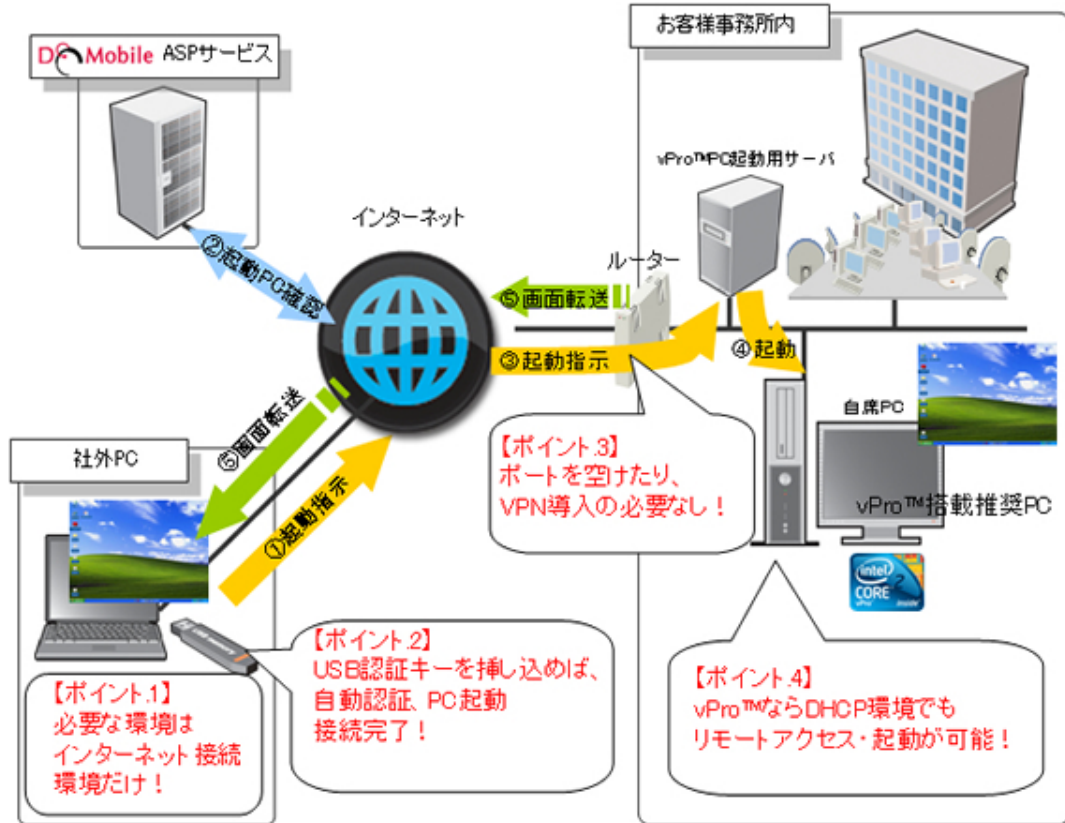 DoMobile ASPサービス
お客様事務所内
vPro™PC起動用サーバ
インターネット
ルーター
②起動PC確認
⑤画面転送
③起動指示
④起動
自席PC
vPro™搭載推奨PC
intel
CORE 2
vPro
inside
社外PC
⑤画面転送
①起動指示
USB memory
【ポイント.1】
必要な環境は
インターネット接続
環境だけ！
【ポイント.2】
USB認証キーを挿し込めば、
自動認証、PC起動
接続完了！
【ポイント.3】
ポートを空けたり、
VPN導入の必要なし！
【ポイント.4】
vPro™ならDHCP環境でも
リモートアクセス・起動が可能！